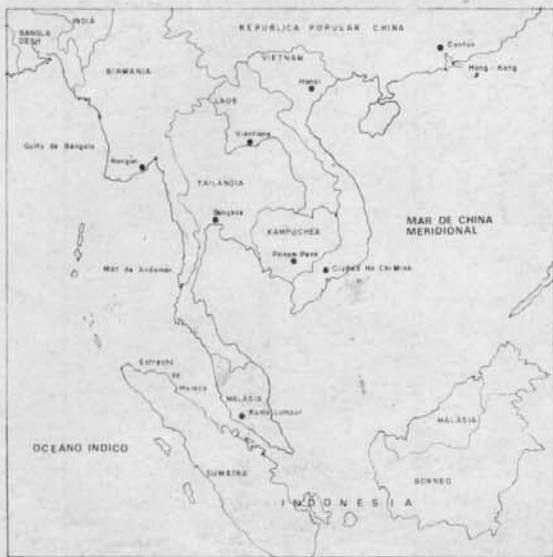 INDIA
BANGLA
DESH
REPUBLICA POPULAR CHINA
BIRMANIA
VIETNAM
Canton
Hong - Kong
Hanoi
LAOS
Golfo de Bengala
Vientiane
Rangun
TAILANDIA
Bangkok
KAMPUCHEA
MAR DE CHINA
MERIDIONAL
Phnom Penh
Mar de Andaman
Ciudad Ho Chi Minh
Estrecho
de
Malaca
MALASIA
Kuala Lumpur
MALASIA
OCEANO INDICO
SUMATRA
BORNEO
INDONESIA